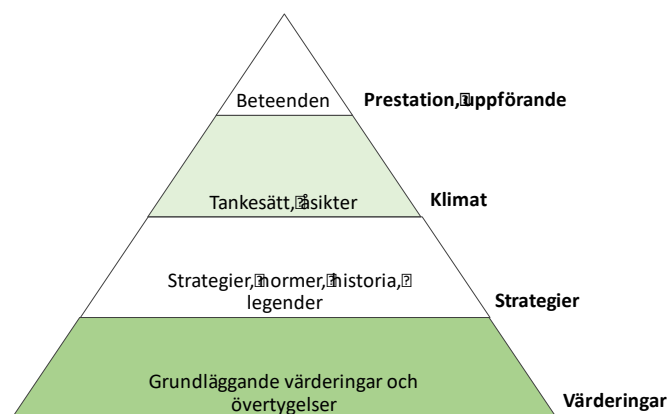 Beteenden
Prestation,⍰uppförande
Tankesätt,⍰åsikter
Klimat
Strategier,⍰normer,⍰historia,⍰
legender
Strategier
Grundläggande värderingar och
övertygelser
Värderingar